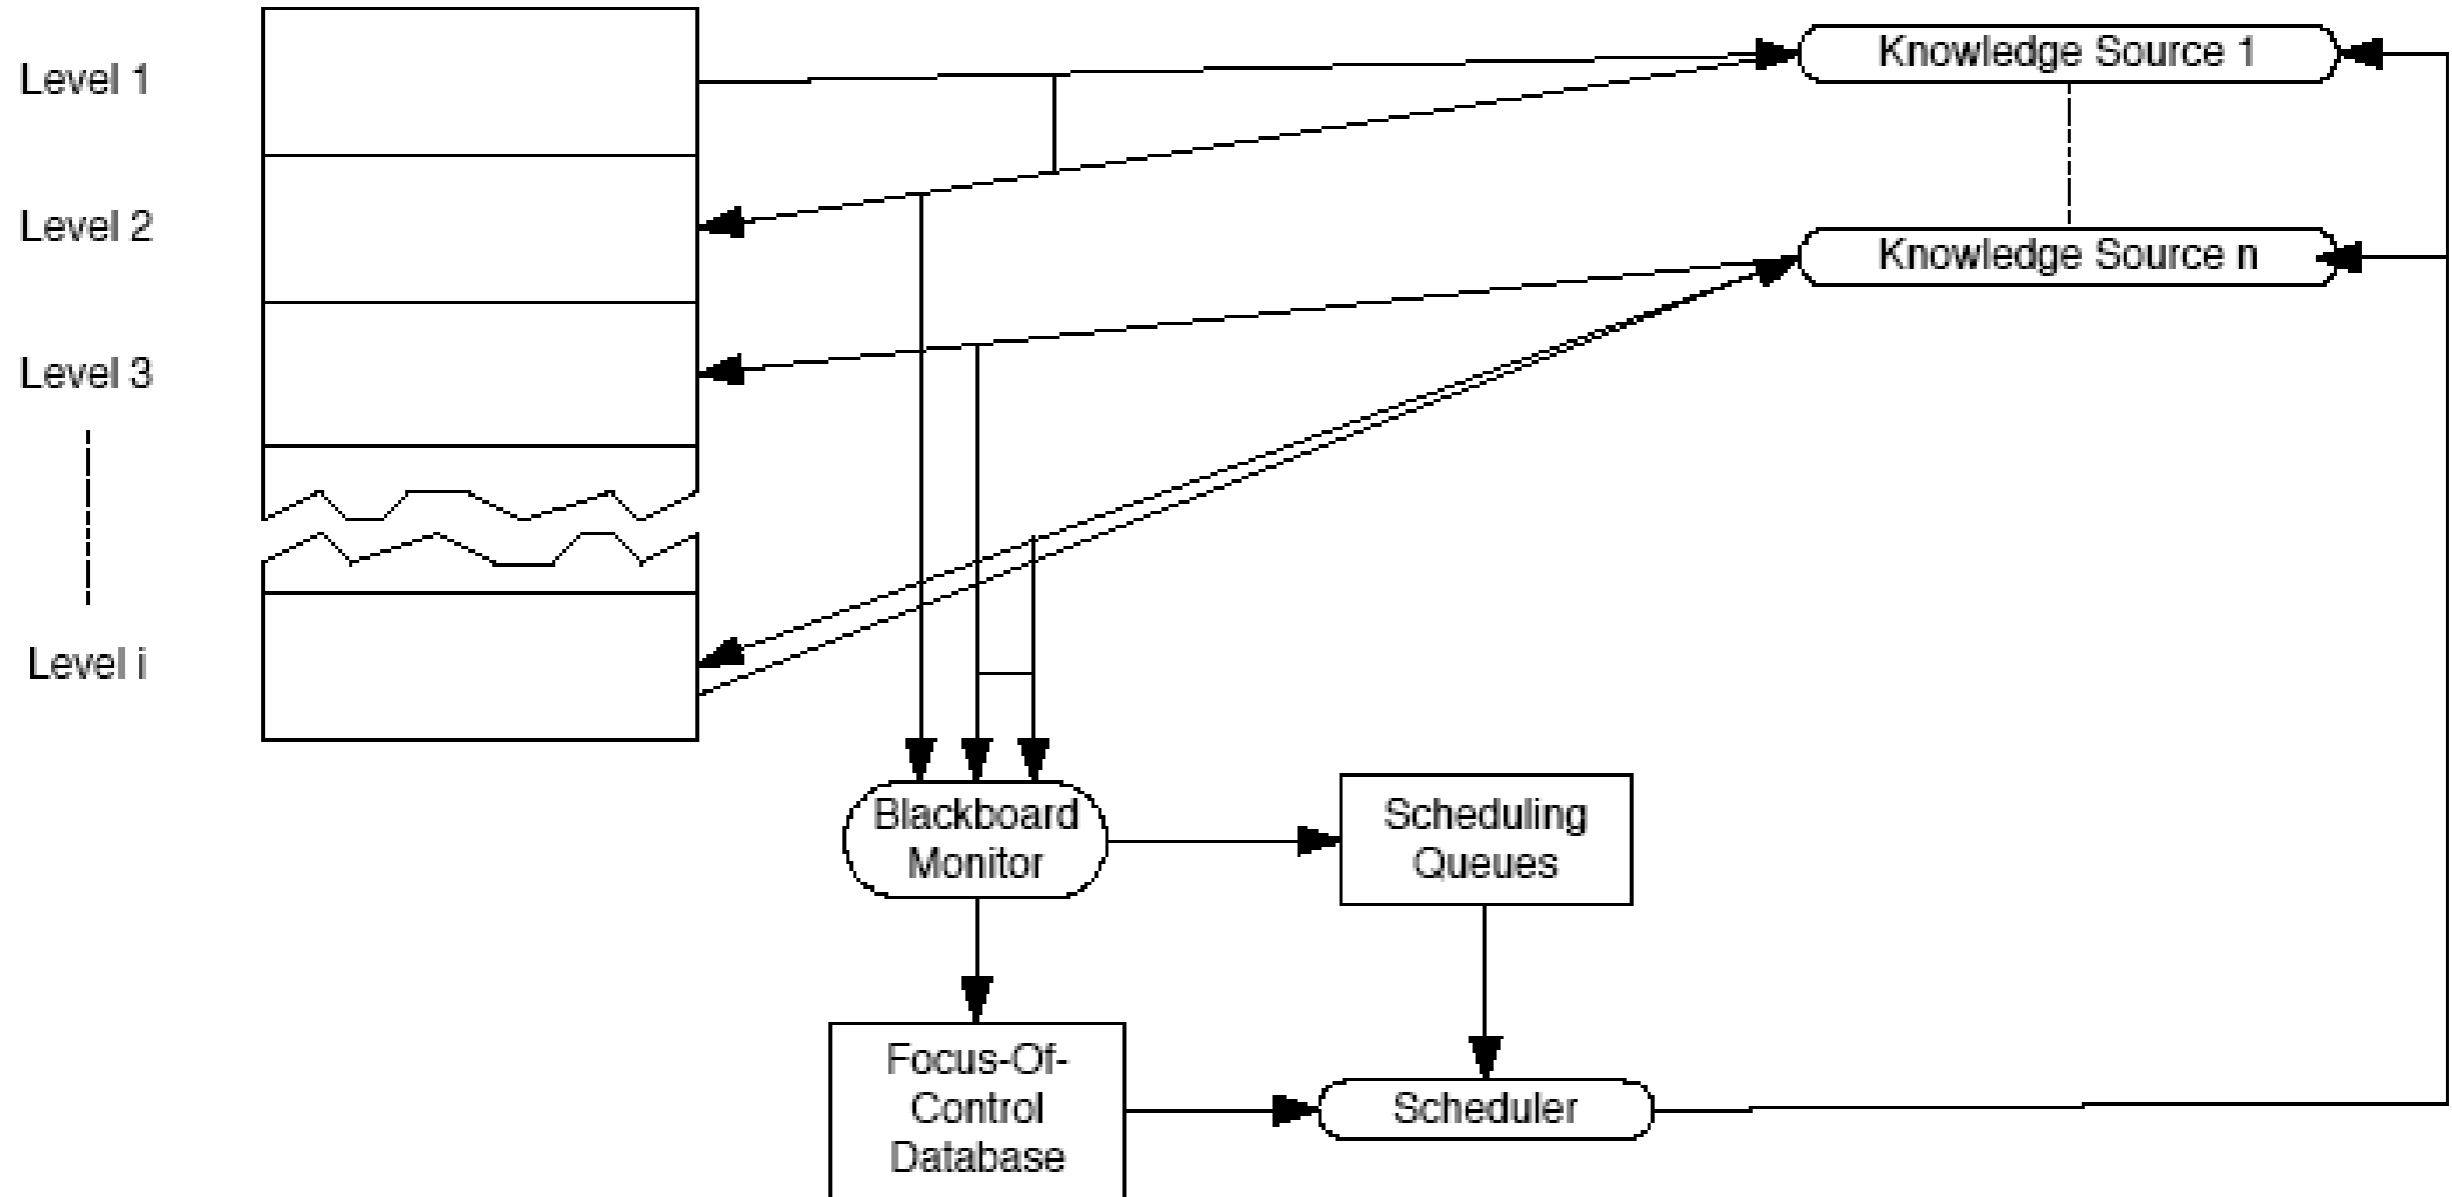 Level 1
Knowledge Source 1
Level 2
Knowledge Source n
Level 3
Level i
Blackboard
Monitor
Scheduling
Queues
Focus-Of-
Control
Database
Scheduler